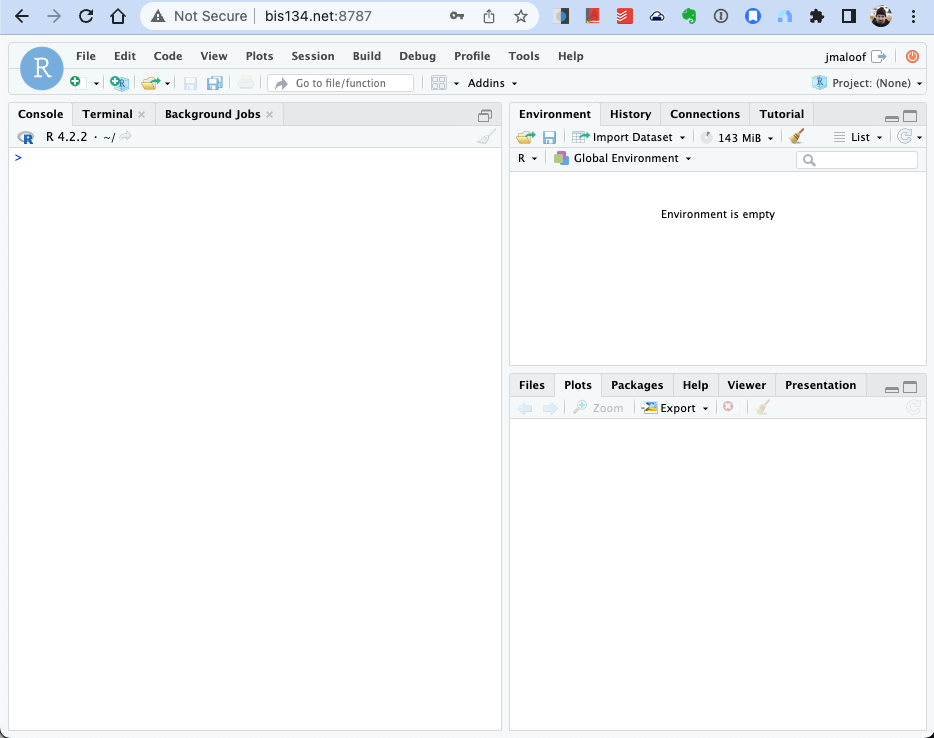 Not Secure | bis134.net:8787
File Edit Code View Plots Session Build Debug Profile Tools Help
jmaloof
R
Go to file/function
Addins
R Project: (None)
Console Terminal Background Jobs
R R 4.2.2 · ~/
>
Environment History Connections Tutorial
Import Dataset 143 MiB List
R Global Environment
Environment is empty
Files Plots Packages Help Viewer Presentation
Zoom Export